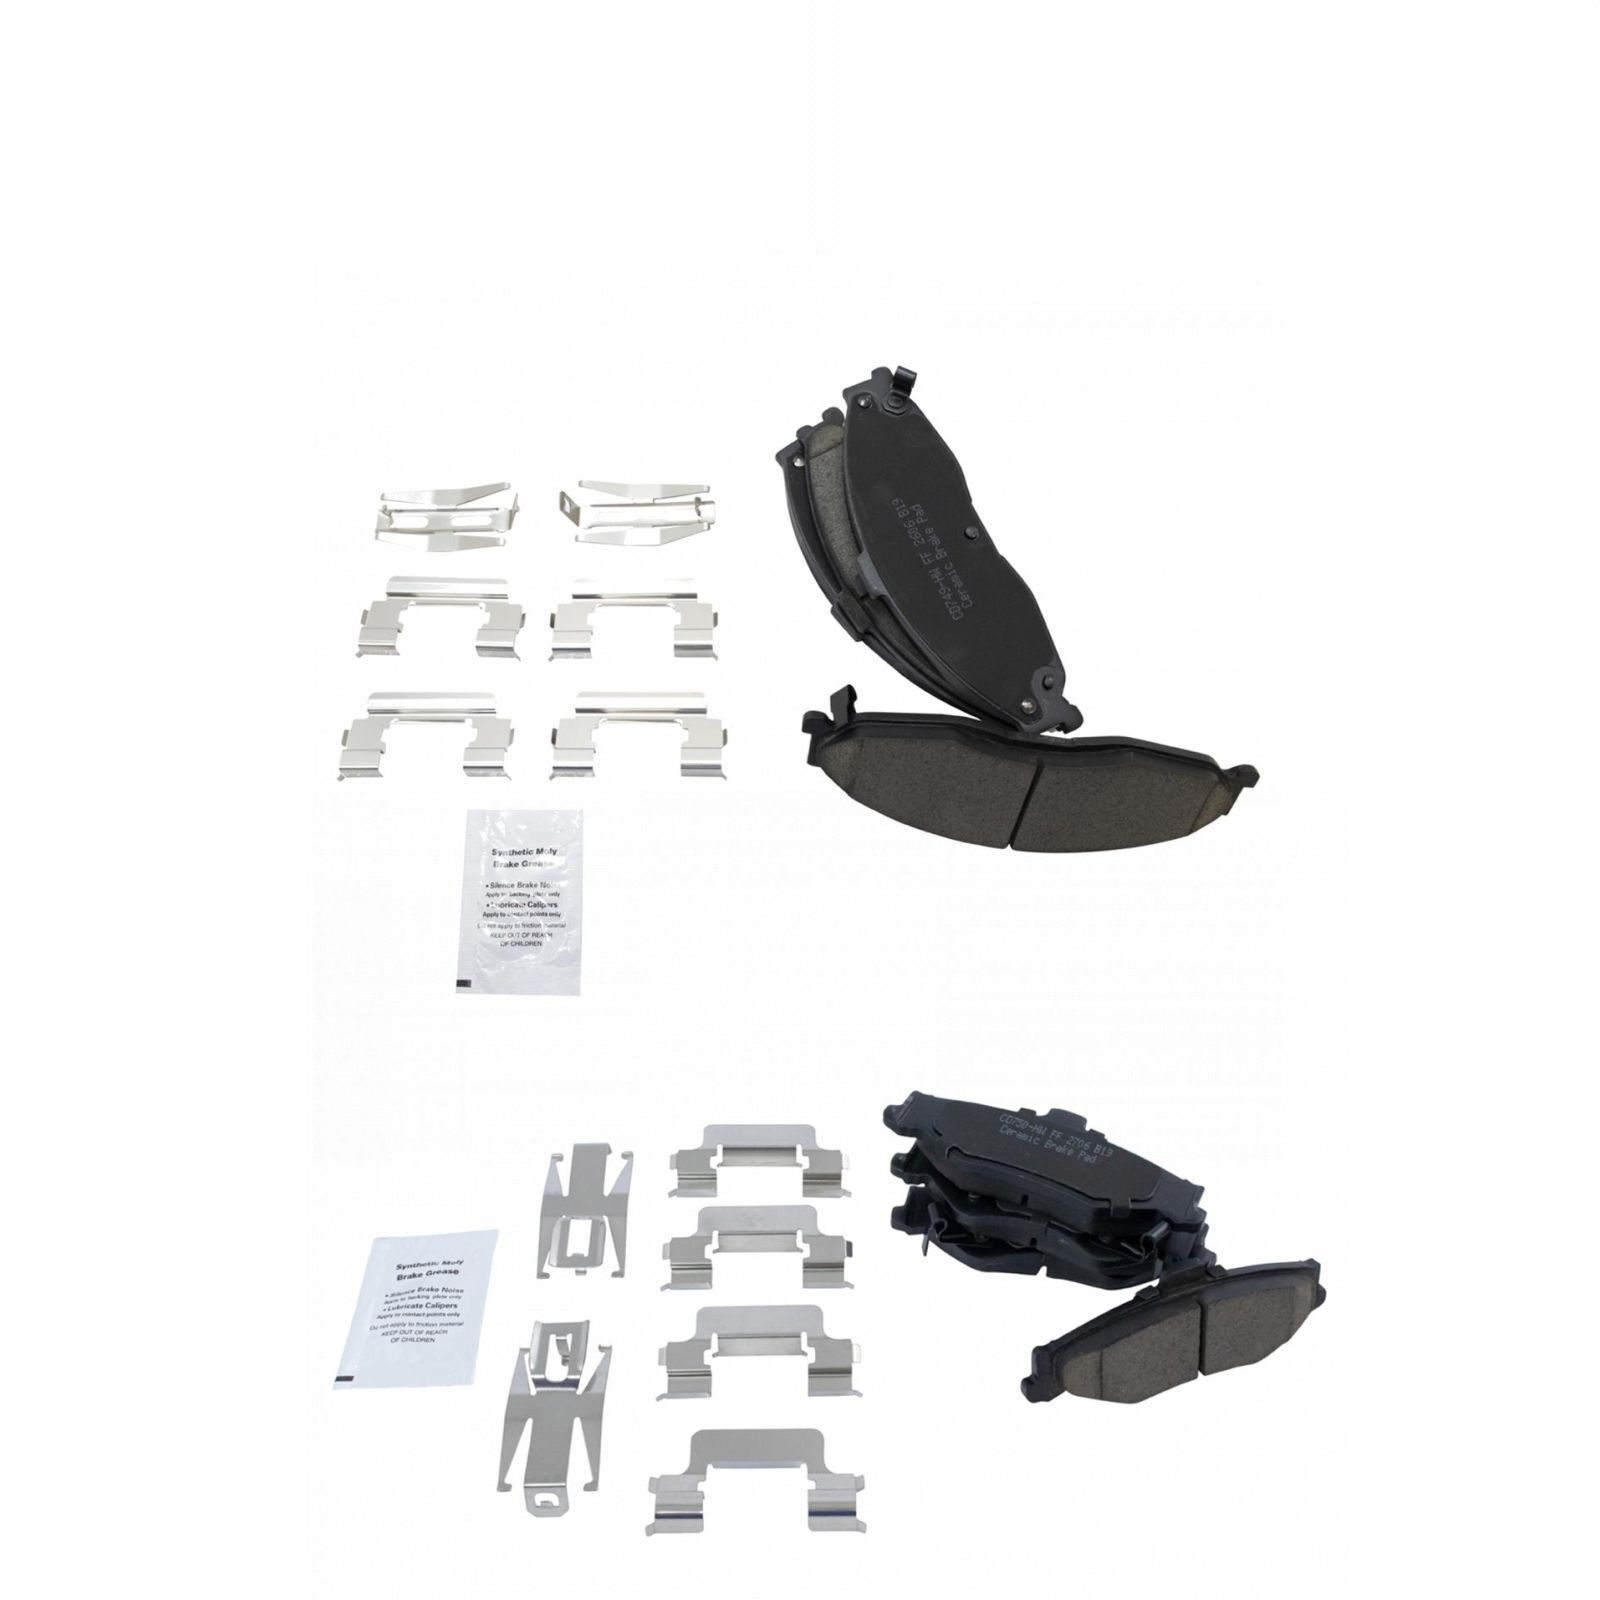 CD749-HW FF 2606 B19
Ceramic Brake Pad
Synthetic Moly
Brake Grease
• Silence Brake Noise
Apply to backing plate only
• Lubricate Calipers
Apply to contact points only
Do not apply to friction material
KEEP OUT OF REACH
OF CHILDREN
CD750-HW FF 2706 B19
Ceramic Brake Pad
Synthetic Moly
Brake Grease
• Silence Brake Noise
Apply to backing plate only
• Lubricate Calipers
Apply to contact points only
Do not apply to friction material
KEEP OUT OF REACH
OF CHILDREN